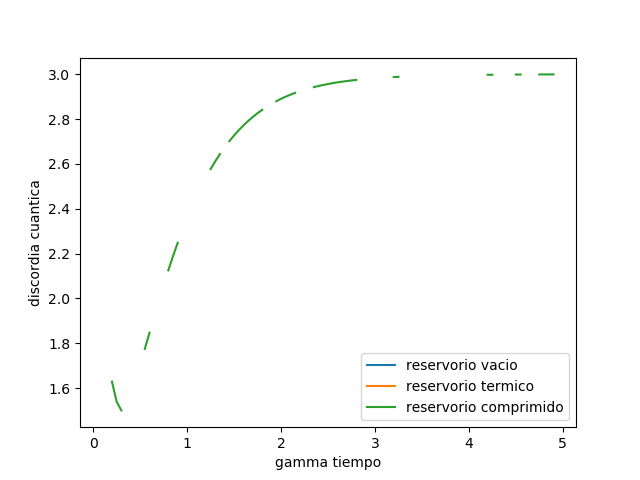 3.0
2.8
2.6
2.4
2.2
2.0
1.8
1.6
discordia cuantica
reservorio vacio
reservorio termico
reservorio comprimido
0 1 2 3 4 5
gamma tiempo